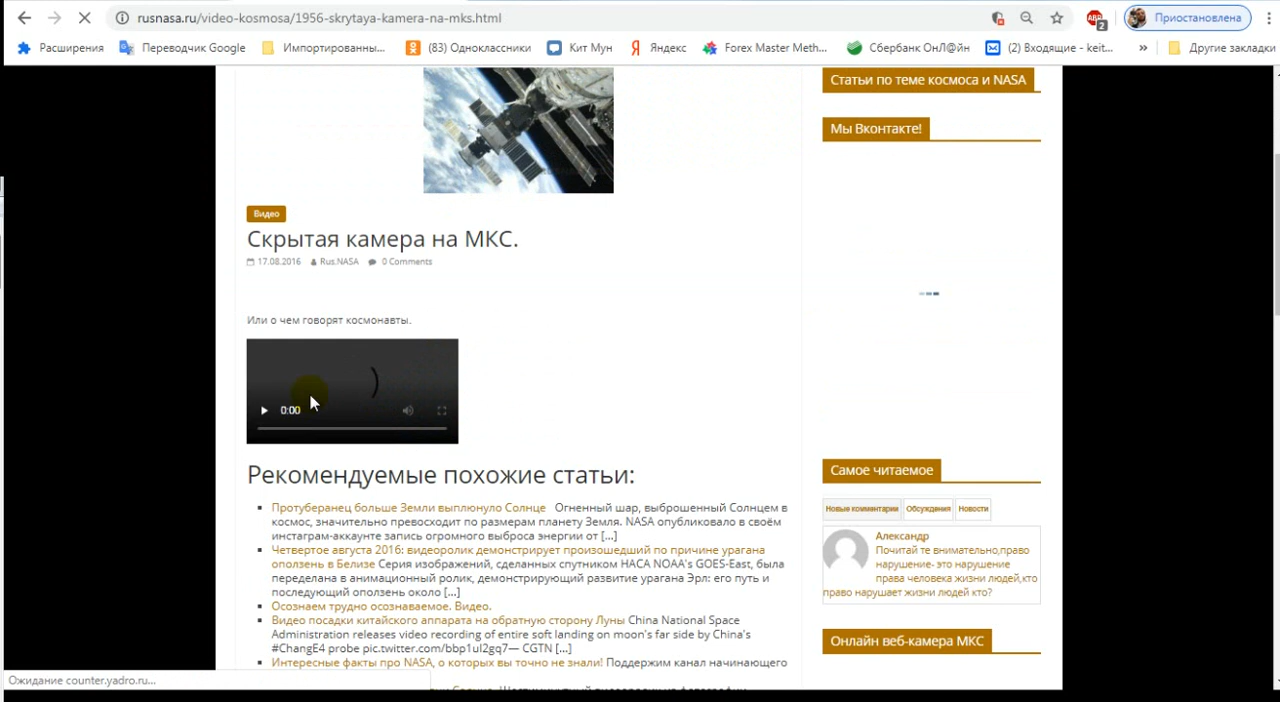 rusnasa.ru/video-kosmosa/1956-skrytaya-kamera-na-mks.html
ABP
2
Приостановлена
Расширения
Переводчик Google
Импортированны...
(83) Одноклассники
Кит Мун
Яндекс
Forex Master Meth...
Сбербанк ОнЛ@йн
(2) Входящие - keit...
»
Другие закладки
Статьи по теме космоса и NASA
Мы Вконтакте!
Видео
Скрытая камера на МКС.
17.08.2016 Rus.NASA 0 Comments
Или о чем говорят космонавты.
0:00
Рекомендуемые похожие статьи:
Протуберанец больше Земли выплюнуло Солнце Огненный шар, выброшенный Солнцем в
космос, значительно превосходит по размерам планету Земля. NASA опубликовало в своём
инстаграм-аккаунте запись огромного выброса энергии от [...]
Четвертое августа 2016: видеоролик демонстрирует произошедший по причине урагана
оползень в Белизе Серия изображений, сделанных спутником НАСА NOAA's GOES-East, была
переделана в анимационный ролик, демонстрирующий развитие урагана Эрл: его путь и
последующий оползень около [...]
Осознаем трудно осознаваемое. Видео.
Видео посадки китайского аппарата на обратную сторону Луны China National Space
Administration releases video recording of entire soft landing on moon's far side by China's
#ChangE4 probe pic.twitter.com/bbp1ul2gq7— CGTN [...]
Интересные факты про NASA, о которых вы точно не знали! Поддержим канал начинающего
Самое читаемое
Новые комментарии
Обсуждения
Новости
Александр
Почитай те внимательно,право
нарушение- это нарушение
права человека жизни людей,кто
право нарушает жизни людей кто?
Онлайн веб-камера МКС
Ожидание counter.yadro.ru...